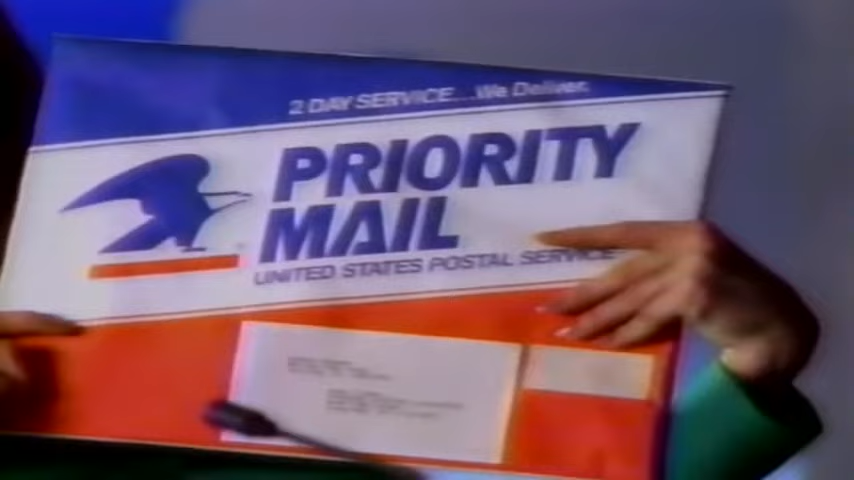 2 DAY SERVICE...We Deliver.
PRIORITY
MAIL
UNITED STATES POSTAL SERVICE